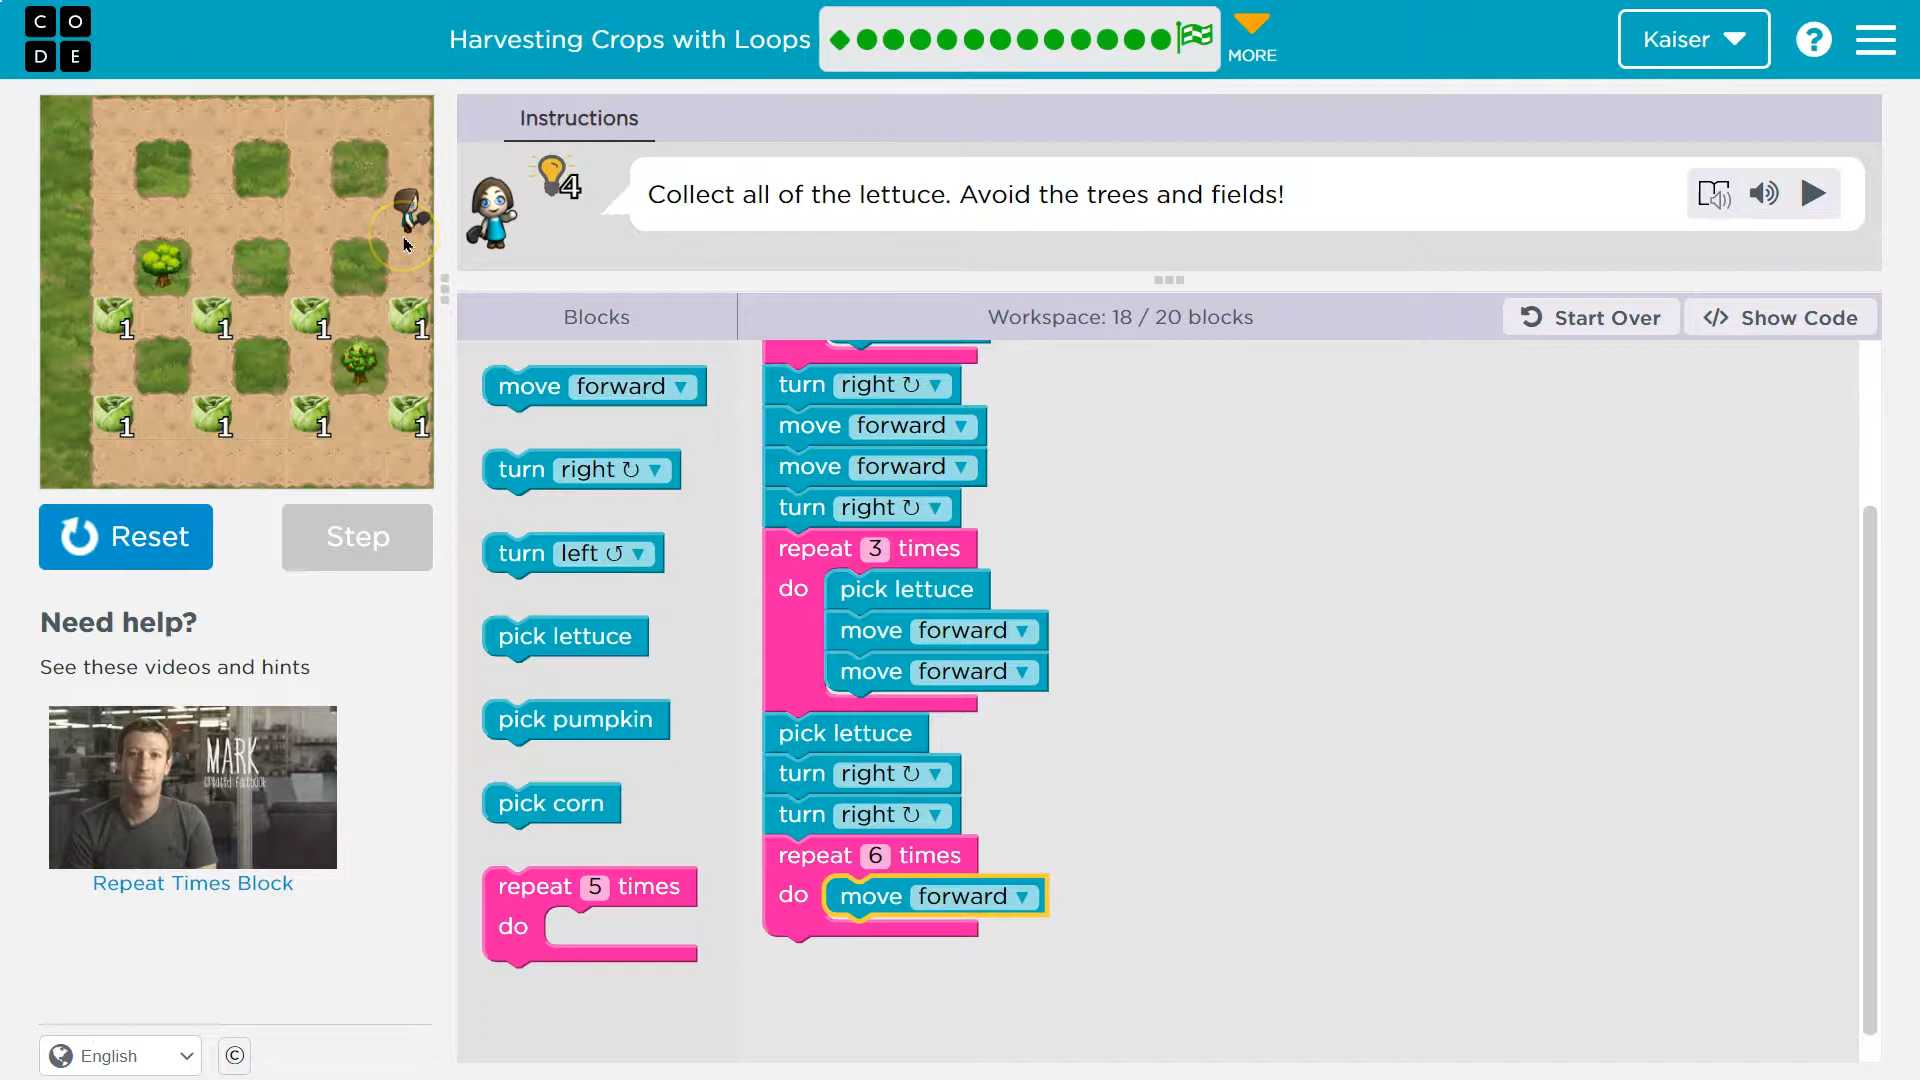 C O
D E
Harvesting Crops with Loops
MORE
Kaiser
?
Instructions
4
Collect all of the lettuce. Avoid the trees and fields!
Blocks
Workspace: 18 / 20 blocks
Start Over
</> Show Code
1 1 1 1
1 1 1 1
Reset
Step
Need help?
See these videos and hints
MARK
created Facebook
Repeat Times Block
English
©
move forward
turn right
turn left
pick lettuce
pick pumpkin
pick corn
repeat 5 times
do
turn right
move forward
move forward
turn right
repeat 3 times
do pick lettuce
move forward
move forward
pick lettuce
turn right
turn right
repeat 6 times
do move forward